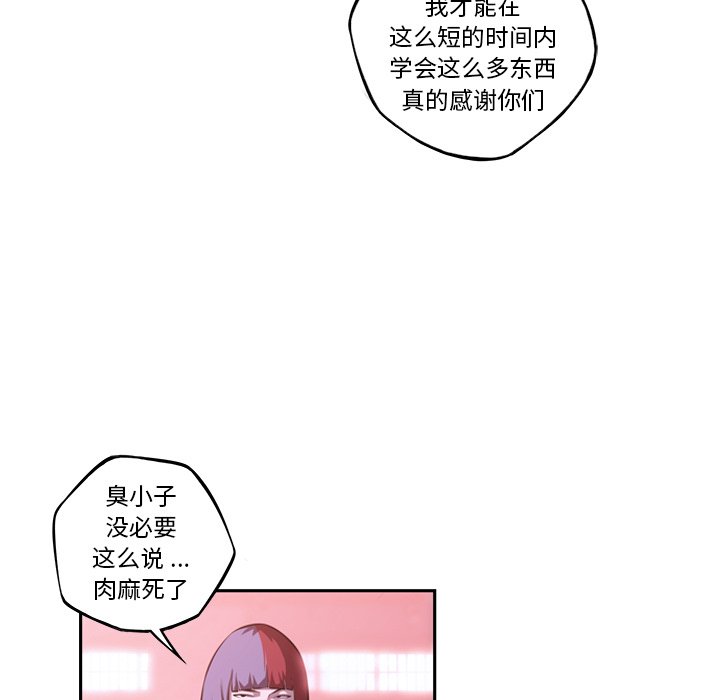 我才能在
这么短的时间内
学会这么多东西
真的感谢你们
臭小子
没必要
这么说...
肉麻死了